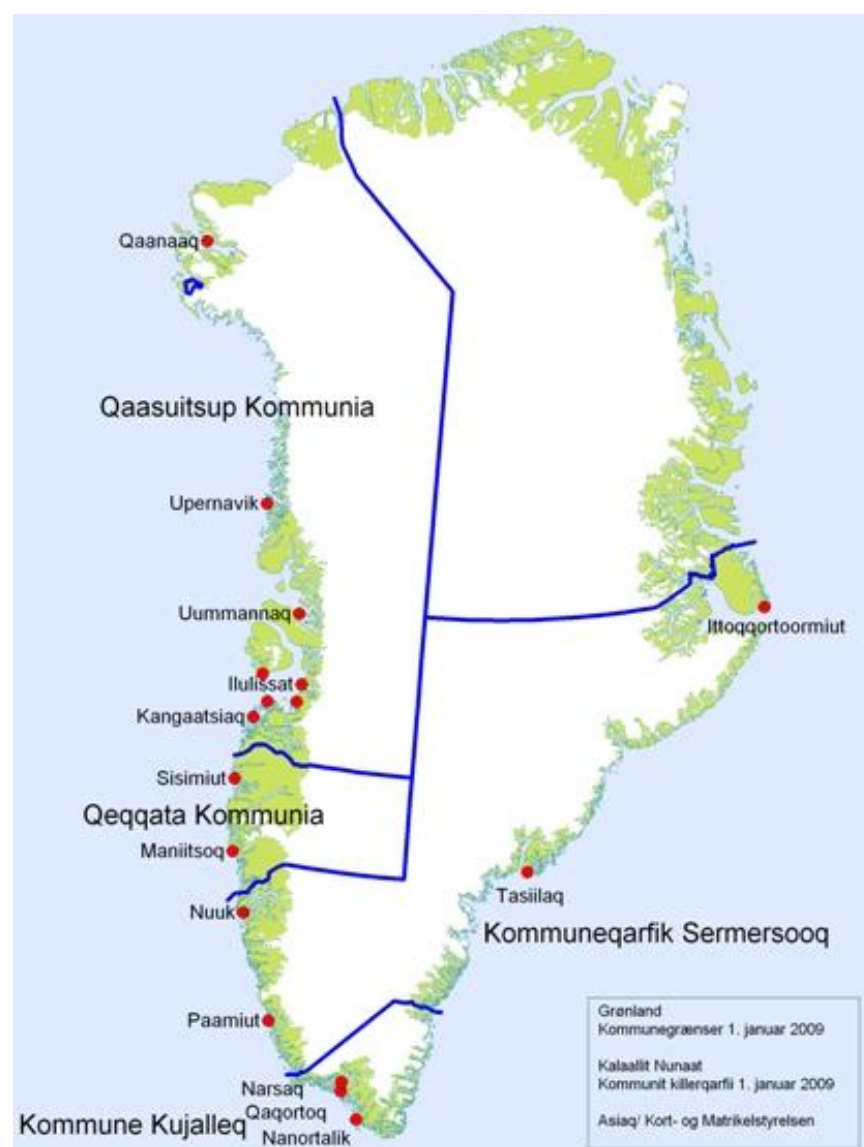 Qaanaaq
Qaasuitsup Kommunia
Upernavik
Uummannaq
Ittoqqortoormiut
Ilulissat
Kangaatsiaq
Sisimiut
Qeqqata Kommunia
Maniitsoq
Tasiilaq
Nuuk
Kommuneqarfik Sermersooq
Paamiut
Narsaq
Qaqortoq
Kommune Kujalleq
Nanortalik
Grønland
Kommunegrænser 1. januar 2009
Kalaallit Nunaat
Kommunit killerqarfii 1. januar 2009
Asiaq/ Kort- og Matrikelstyrelsen